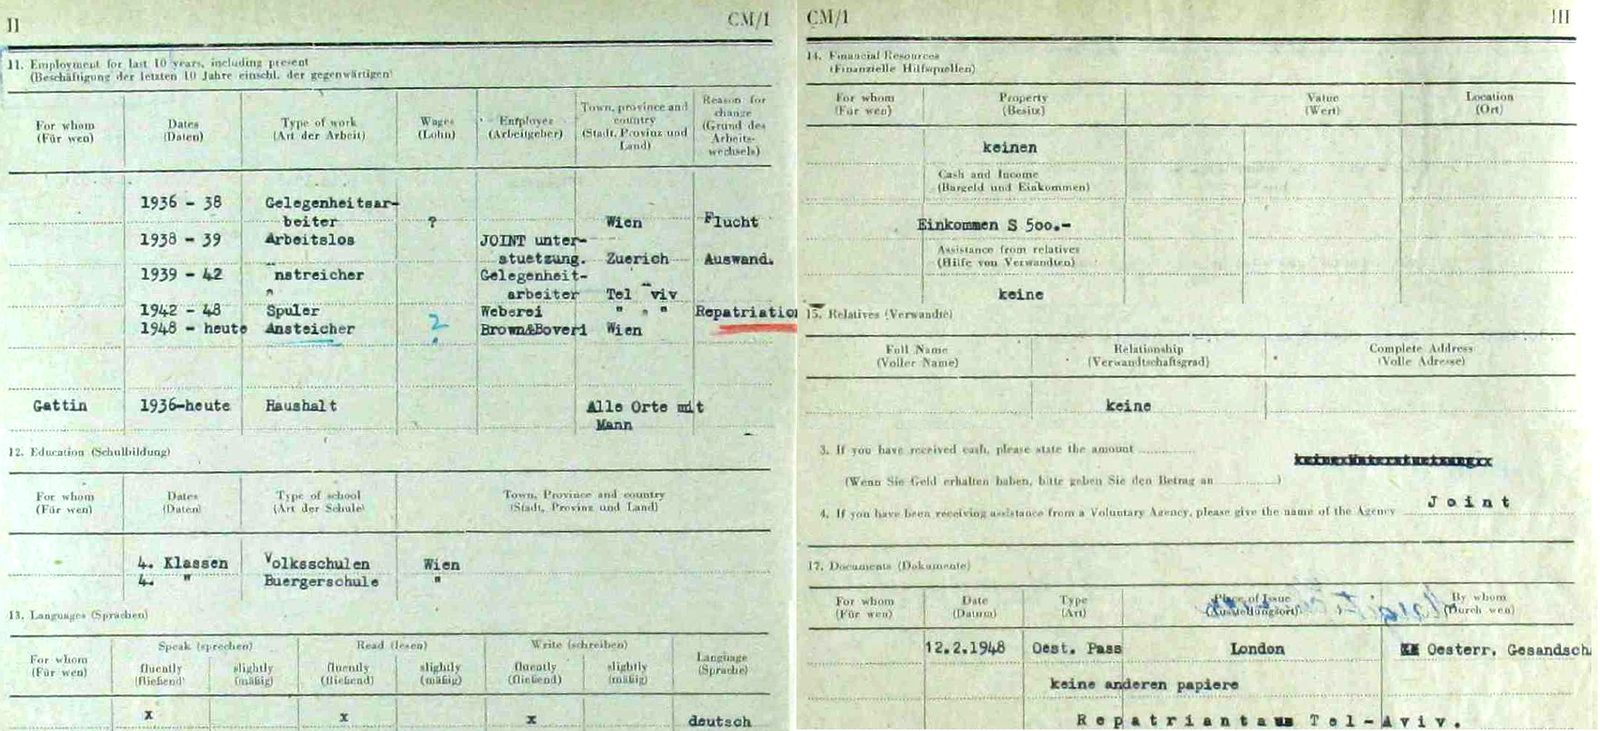 II
CM/1
11. Employment for last 10 years, including present
(Beschäftigung der letzten 10 Jahre einschl. der gegenwärtigen)
For whom (Für wen)
Dates (Daten)
Type of work (Art der Arbeit)
Wages (Lohn)
Employer (Arbeitgeber)
Town, province and country (Stadt, Provinz und Land)
Reason for change (Grund des Arbeits-wechsels)
1936 - 38 Gelegenheitsar-
beiter ? Wien Flucht
1938 - 39 Arbeitslos JOINT unter-
stuetzung. Zuerich Auswand.
1939 - 42 nstreicher Gelegenheit-
" arbeiter Tel viv
1942 - 48 Spuler Weberei " " " Repatriation
1948 - heute Ansteicher ? Brown&Boveri Wien
Gattin 1936-heute Haushalt Alle Orte mit
Mann
12. Education (Schulbildung)
For whom (Für wen)
Dates (Daten)
Type of school (Art der Schule)
Town, Province and country (Stadt, Provinz und Land)
4. Klassen Volksschulen Wien
4. " Buergerschule "
13. Languages (Sprachen)
For whom (Für wen)
Speak (sprechen)
Read (lesen)
Write (schreiben)
Language (Sprache)
fluently (fließend)
slightly (mäßig)
fluently (fließend)
slightly (mäßig)
fluently (fließend)
slightly (mäßig)
x x x deutsch
CM/1
III
14. Financial Resources
(Finanzielle Hilfsquellen)
For whom (Für wen)
Property (Besitz)
Value (Wert)
Location (Ort)
keinen
Cash and Income
(Bargeld und Einkommen)
Einkommen S 500.-
Assistance from relatives
(Hilfe von Verwandten)
keine
15. Relatives (Verwandte)
Full Name (Voller Name)
Relationship (Verwandtschaftsgrad)
Complete Address (Volle Adresse)
keine
3. If you have received cash, please state the amount
(Wenn Sie Geld erhalten haben, bitte geben Sie den Betrag an)
Joint
4. If you have been receiving assistance from a Voluntary Agency, please give the name of the Agency
17. Documents (Dokumente)
For whom (Für wen)
Date (Datum)
Type (Art)
Place of Issue (Ausstellungsort)
By whom (Durch wen)
12.2.1948 Oest. Pass London Oesterr. Gesandsch
keine anderen papiere
Repatriantaus Tel-Aviv.